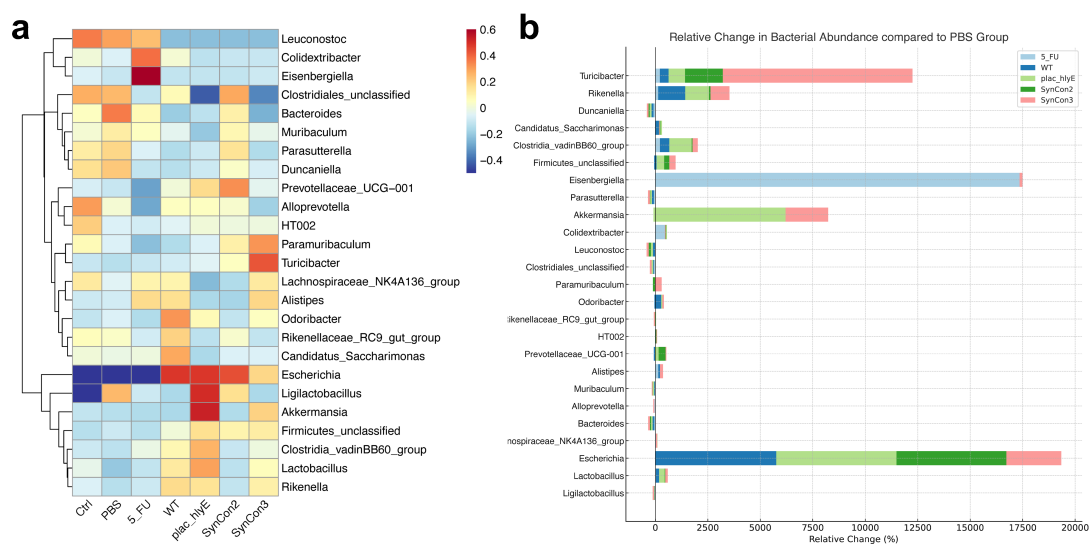 a
Leuconostoc
Colidextribacter
Eisenbergiella
Clostridiales_unclassified
Bacteroides
Muribaculum
Parasutterella
Duncaniella
Prevotellaceae_UCG−001
Alloprevotella
HT002
Paramuribaculum
Turicibacter
Lachnospiraceae_NK4A136_group
Alistipes
Odoribacter
Rikenellaceae_RC9_gut_group
Candidatus_Saccharimonas
Escherichia
Ligilactobacillus
Akkermansia
Firmicutes_unclassified
Clostridia_vadinBB60_group
Lactobacillus
Rikenella
Ctrl
PBS
5_FU
WT
plac_hlyE
SynCon2
SynCon3
0.6
0.4
0.2
0
−0.2
−0.4
b
Relative Change in Bacterial Abundance compared to PBS Group
5_FU
WT
plac_hlyE
SynCon2
SynCon3
Turicibacter
Rikenella
Duncaniella
Candidatus_Saccharimonas
Clostridia_vadinBB60_group
Firmicutes_unclassified
Eisenbergiella
Parasutterella
Akkermansia
Colidextribacter
Leuconostoc
Clostridiales_unclassified
Paramuribaculum
Odoribacter
ikenellaceae_RC9_gut_group
HT002
Prevotellaceae_UCG-001
Alistipes
Muribaculum
Alloprevotella
Bacteroides
nospiraceae_NK4A136_group
Escherichia
Lactobacillus
Ligilactobacillus
0
2500
5000
7500
10000
12500
15000
17500
20000
Relative Change (%)